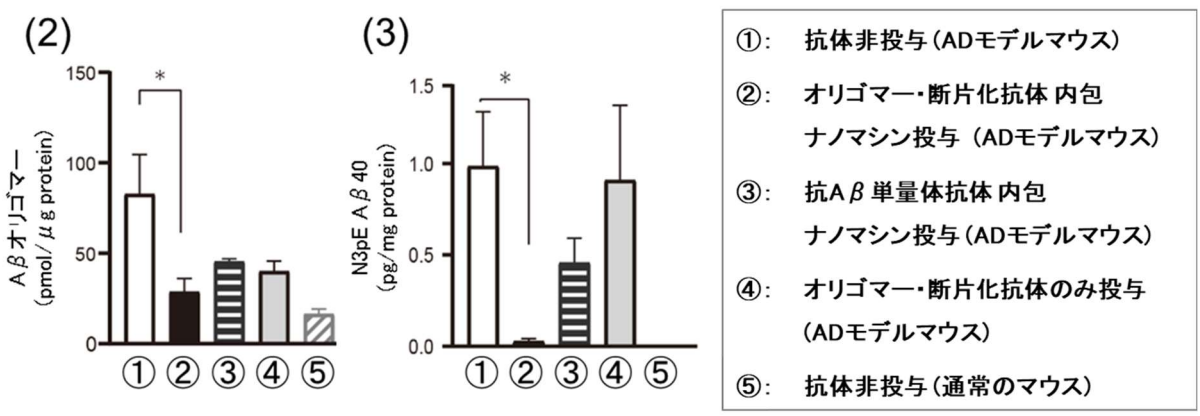 (2)
Aβオリゴマー
(pmol/μg protein)
150
100
50
0
*
① ② ③ ④ ⑤
(3)
N3pE Aβ40
(pg/mg protein)
1.5
1.0
0.5
0.0
*
① ② ③ ④ ⑤
①: 抗体非投与(ADモデルマウス)
②: オリゴマー・断片化抗体 内包
ナノマシン投与 (ADモデルマウス)
③: 抗Aβ単量体抗体 内包
ナノマシン投与(ADモデルマウス)
④: オリゴマー・断片化抗体のみ投与
(ADモデルマウス)
⑤: 抗体非投与(通常のマウス)